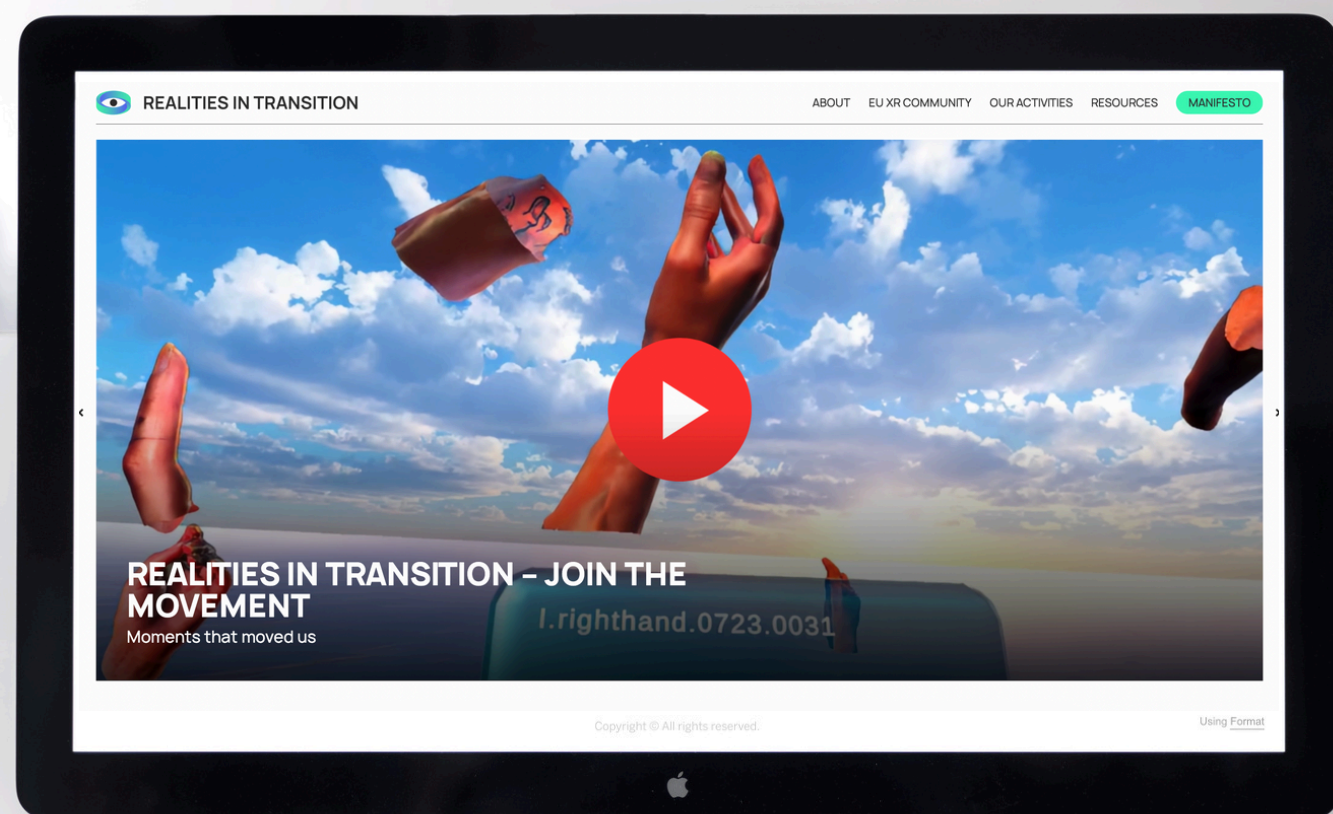 REALITIES IN TRANSITION
ABOUT
EU XR COMMUNITY
OUR ACTIVITIES
RESOURCES
MANIFESTO
REALITIES IN TRANSITION – JOIN THE
MOVEMENT
Moments that moved us
l.righthand.0723.0031
Copyright © All rights reserved.
Using Format